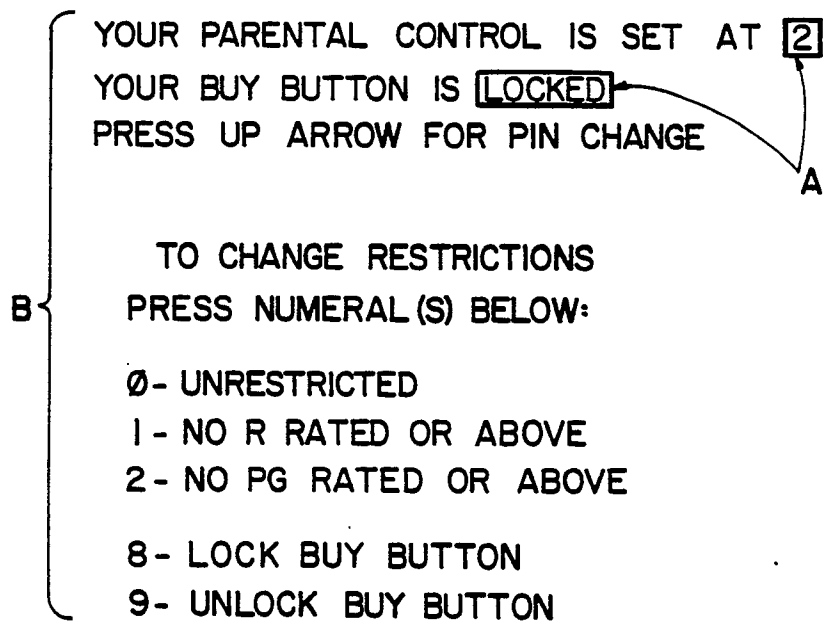 YOUR PARENTAL CONTROL IS SET AT 2
YOUR BUY BUTTON IS LOCKED
PRESS UP ARROW FOR PIN CHANGE
A
TO CHANGE RESTRICTIONS
B
PRESS NUMERAL(S) BELOW:
Ø- UNRESTRICTED
1- NO R RATED OR ABOVE
2- NO PG RATED OR ABOVE
8- LOCK BUY BUTTON
9- UNLOCK BUY BUTTON